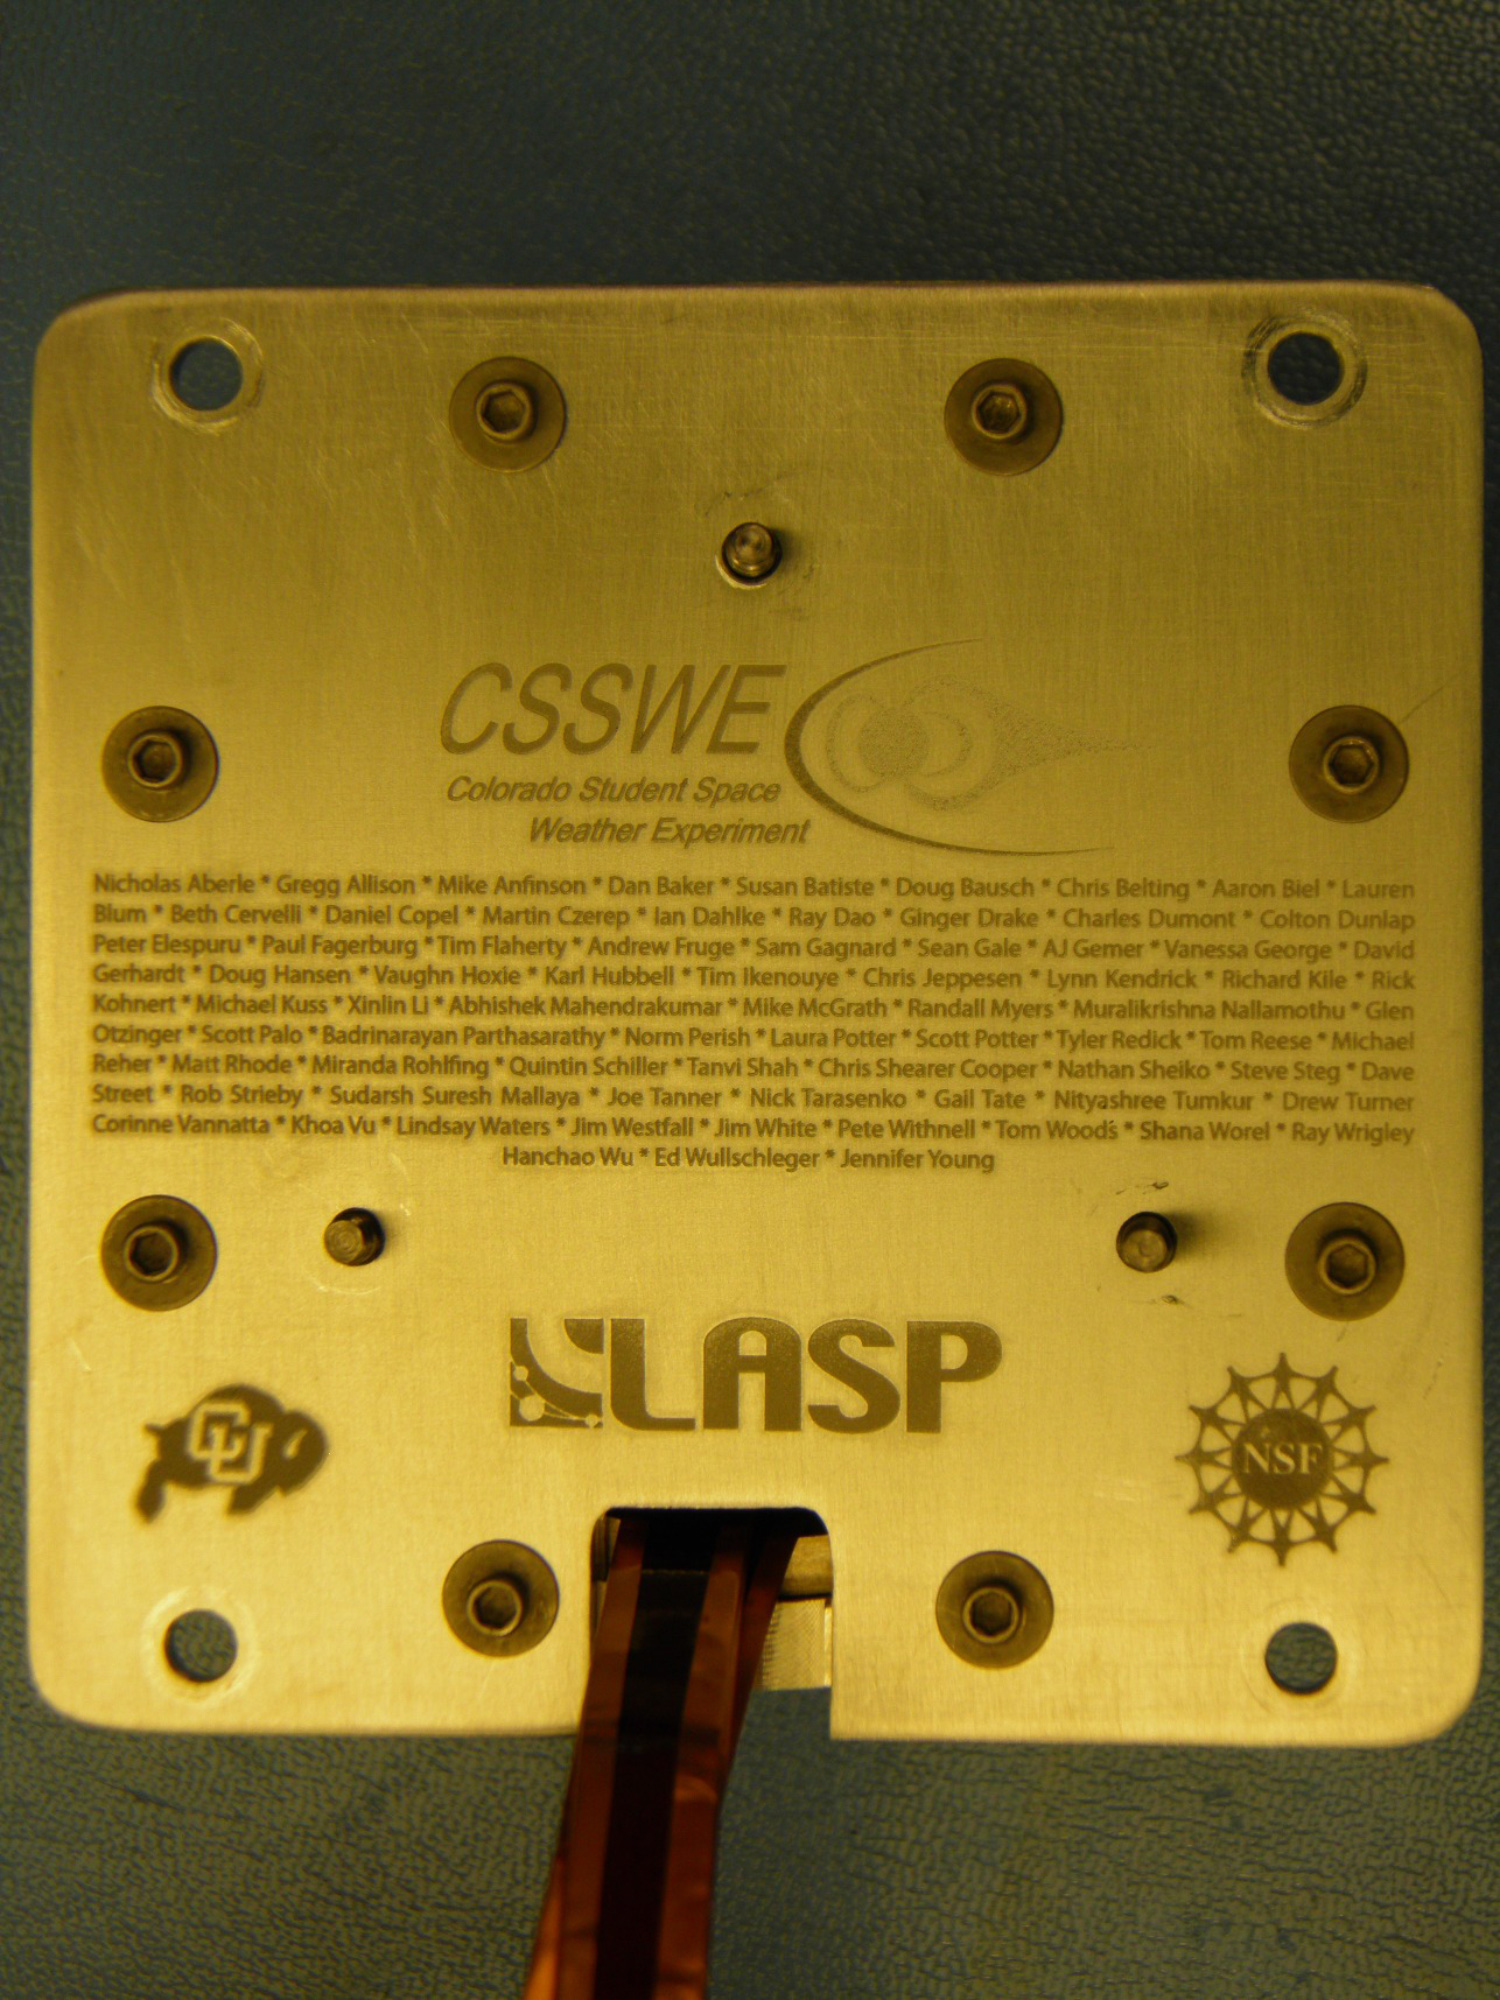 CSSWE
Colorado Student Space
Weather Experiment
Nicholas Aberle * Gregg Allison * Mike Anfinson * Dan Baker * Susan Batiste * Doug Bausch * Chris Belting * Aaron Biel * Lauren
Blum * Beth Cervelli * Daniel Copel * Martin Czerep * Ian Dahlke * Ray Dao * Ginger Drake * Charles Dumont * Colton Dunlap
Peter Elespuru * Paul Fagerburg * Tim Flaherty * Andrew Fruge * Sam Gagnard * Sean Gale * AJ Gemer * Vanessa George * David
Gerhardt * Doug Hansen * Vaughn Hoxie * Karl Hubbell * Tim Ikenouye * Chris Jeppesen * Lynn Kendrick * Richard Kile * Rick
Kohnert * Michael Kuss * Xinlin Li * Abhishek Mahendrakumar * Mike McGrath * Randall Myers * Muralikrishna Nallamothu * Glen
Otzinger * Scott Palo * Badrinarayan Parthasarathy * Norm Perish * Laura Potter * Scott Potter * Tyler Redick * Tom Reese * Michael
Reher * Matt Rhode * Miranda Rohlfing * Quintin Schiller * Tanvi Shah * Chris Shearer Cooper * Nathan Sheiko * Steve Steg * Dave
Street * Rob Strieby * Sudarsh Suresh Mallaya * Joe Tanner * Nick Tarasenko * Gail Tate * Nityashree Tumkur * Drew Turner
Corinne Vannatta * Khoa Vu * Lindsay Waters * Jim Westfall * Jim White * Pete Withnell * Tom Woods * Shana Worel * Ray Wrigley
Hanchao Wu * Ed Wullschleger * Jennifer Young
LASP
CU
NSF